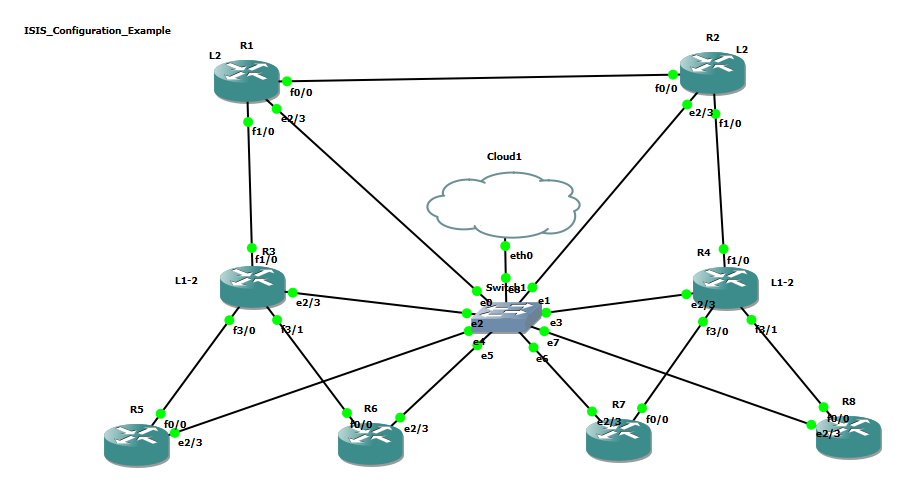 ISIS_Configuration_Example
R1
L2
f0/0
e2/3
f1/0
R2
L2
f0/0
e2/3
f1/0
Cloud1
eth0
e8
Switch1
e0
e1
e2
e3
e4
e5
e6
e7
R3
f1/0
L1-2
e2/3
f3/0
f3/1
R4
f1/0
L1-2
e2/3
f3/0
f3/1
R5
f0/0
e2/3
R6
f0/0
e2/3
R7
f0/0
e2/3
R8
f0/0
e2/3